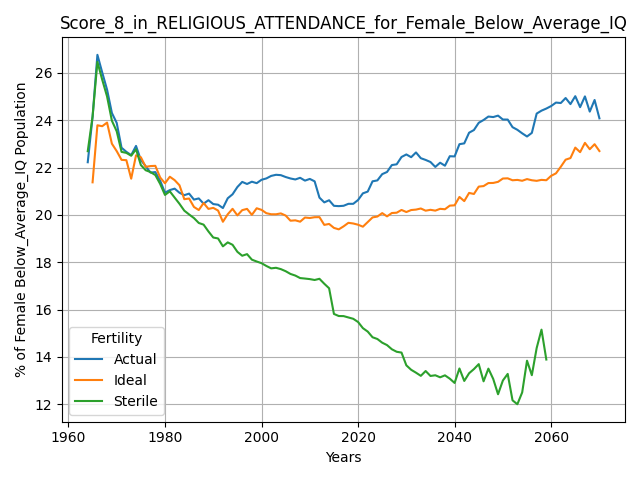 Score_8_in_RELIGIOUS_ATTENDANCE_for_Female_Below_Average_IQ
% of Female Below_Average_IQ Population
26
24
22
20
18
16
14
12
Fertility
Actual
Ideal
Sterile
1960
1980
2000
2020
2040
2060
Years